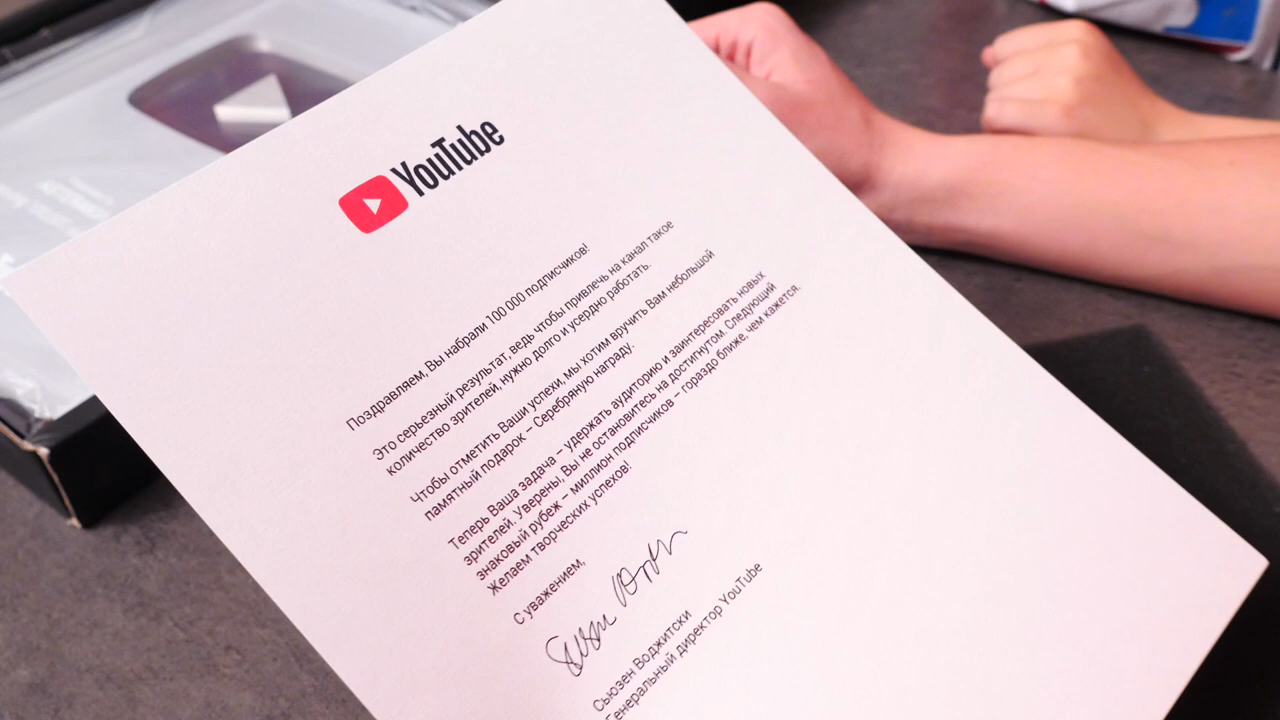 YouTube
Поздравляем, Вы набрали 100 000 подписчиков!
Это серьезный результат, ведь чтобы привлечь на канал такое
количество зрителей, нужно долго и усердно работать.
Чтобы отметить Ваши успехи, мы хотим вручить Вам небольшой
памятный подарок – Серебряную награду.
Теперь Ваша задача – удержать аудиторию и заинтересовать новых
зрителей. Уверены, Вы не остановитесь на достигнутом. Следующий
знаковый рубеж – миллион подписчиков – гораздо ближе, чем кажется.
Желаем творческих успехов!
С уважением,
Susan
Сьюзен Воджитски
Генеральный директор YouTube